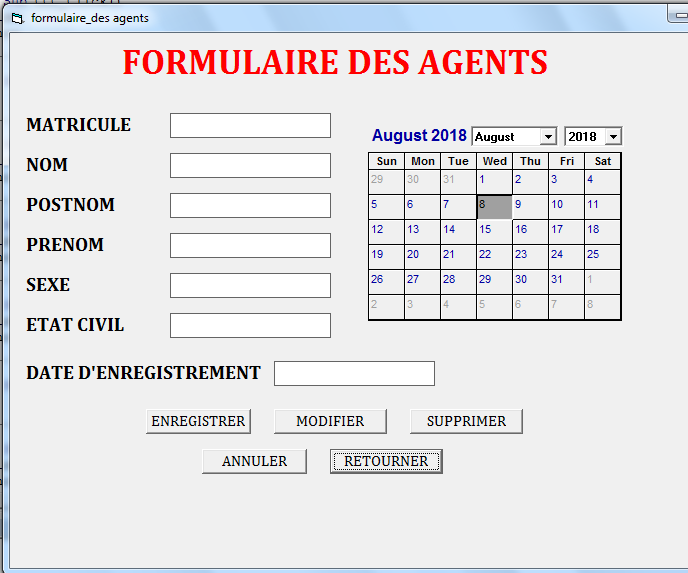 formulaire_des agents
FORMULAIRE DES AGENTS
MATRICULE
NOM
POSTNOM
PRENOM
SEXE
ETAT CIVIL
August 2018 August 2018
Sun Mon Tue Wed Thu Fri Sat
29 30 31 1 2 3 4
5 6 7 8 9 10 11
12 13 14 15 16 17 18
19 20 21 22 23 24 25
26 27 28 29 30 31 1
2 3 4 5 6 7 8
DATE D'ENREGISTREMENT
ENREGISTRER MODIFIER SUPPRIMER
ANNULER RETOURNER